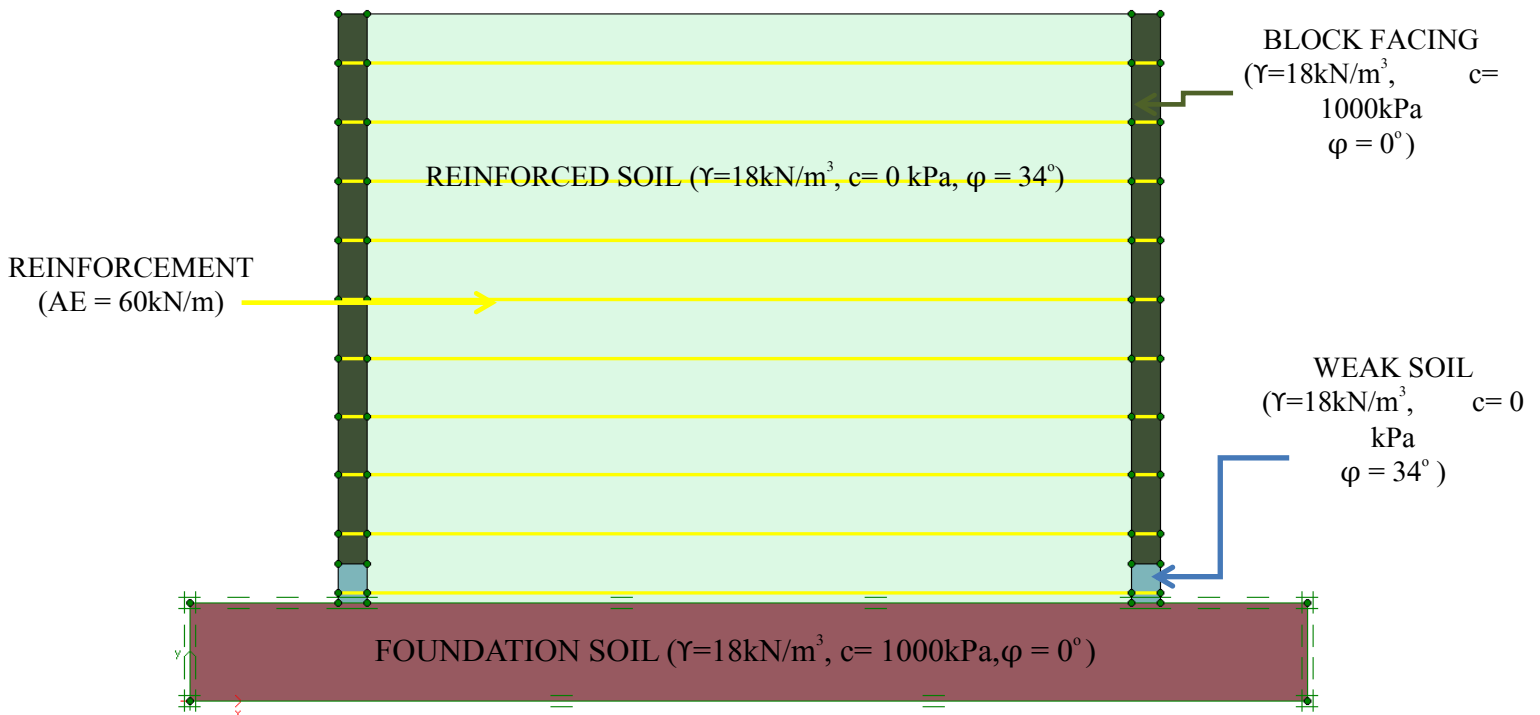 BLOCK FACING
(ϒ=18kN/m³, c=
1000kPa
φ = 0°)
REINFORCED SOIL (ϒ=18kN/m³, c= 0 kPa, φ = 34°)
REINFORCEMENT
(AE = 60kN/m)
WEAK SOIL
(ϒ=18kN/m³, c= 0
kPa
φ = 34° )
FOUNDATION SOIL (ϒ=18kN/m³, c= 1000kPa,φ = 0° )
y
x